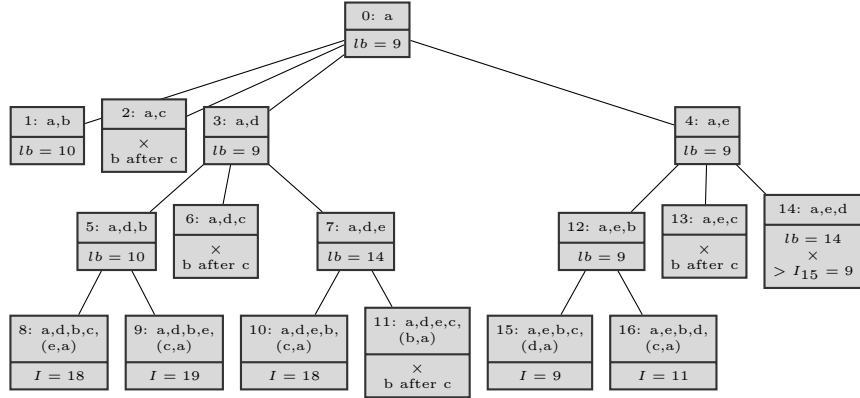 0: a
lb = 9
1: a,b
lb = 10
2: a,c
×
b after c
3: a,d
lb = 9
4: a,e
lb = 9
5: a,d,b
lb = 10
6: a,d,c
×
b after c
7: a,d,e
lb = 14
12: a,e,b
lb = 9
13: a,e,c
×
b after c
14: a,e,d
lb = 14
×
> I15 = 9
8: a,d,b,c,
(e,a)
I = 18
9: a,d,b,e,
(c,a)
I = 19
10: a,d,e,b,
(c,a)
I = 18
11: a,d,e,c,
(b,a)
×
b after c
15: a,e,b,c,
(d,a)
I = 9
16: a,e,b,d,
(c,a)
I = 11